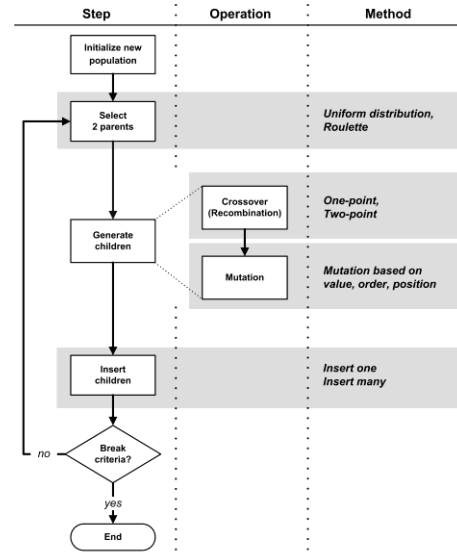 Step
Operation
Method
Initialize new
population
Select
2 parents
Uniform distribution,
Roulette
Crossover
(Recombination)
One-point,
Two-point
Generate
children
Mutation
Mutation based on
value, order, position
Insert
children
Insert one
Insert many
Break
criteria?
no
yes
End